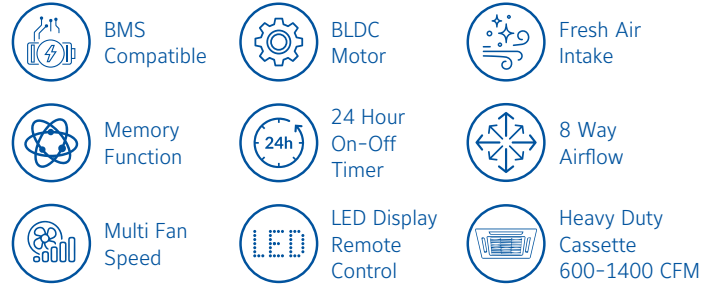 BMS
Compatible
BLDC
Motor
Fresh Air
Intake
Memory
Function
24h
24 Hour
On-Off
Timer
8 Way
Airflow
Multi Fan
Speed
LED
LED Display
Remote
Control
Heavy Duty
Cassette
600-1400 CFM